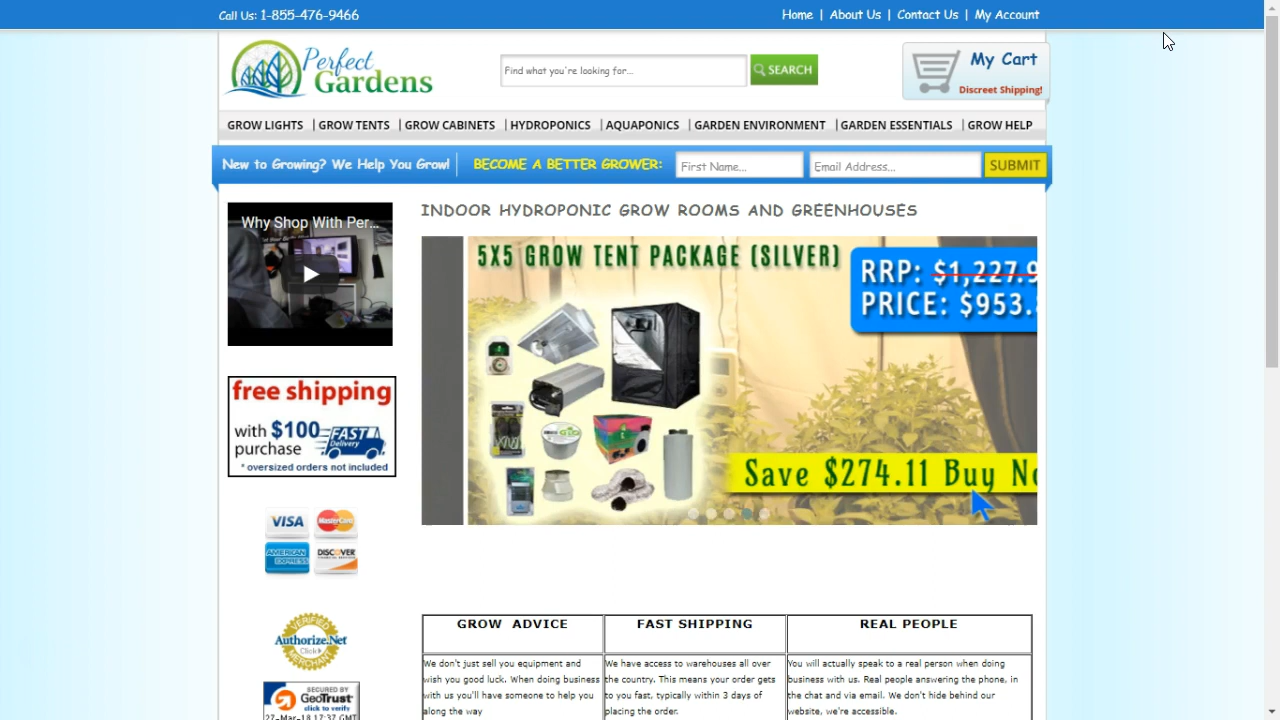 Call Us: 1-855-476-9466
Home | About Us | Contact Us | My Account
Perfect
Gardens
Find what you're looking for...
SEARCH
My Cart
Discreet Shipping!
GROW LIGHTS | GROW TENTS | GROW CABINETS | HYDROPONICS | AQUAPONICS | GARDEN ENVIRONMENT | GARDEN ESSENTIALS | GROW HELP
New to Growing? We Help You Grow!
BECOME A BETTER GROWER:
First Name...
Email Address...
SUBMIT
Why Shop With Per...
INDOOR HYDROPONIC GROW ROOMS AND GREENHOUSES
5X5 GROW TENT PACKAGE (SILVER)
RRP: $1,227.9
PRICE: $953.
Save $274.11 Buy No
free shipping
with $100
purchase
FAST
Delivery
* oversized orders not included
VISA
MasterCard
AMERICAN
EXPRESS
DISCOVER
VERIFIED
Authorize.Net
Click
MERCHANT
SECURED BY
GeoTrust
click to verify
27-Mar-18 17:37 GMT
GROW ADVICE
We don't just sell you equipment and
wish you good luck. When doing business
with us you'll have someone to help you
along the way
FAST SHIPPING
We have access to warehouses all over
the country. This means your order gets
to you fast, typically within 3 days of
placing the order.
REAL PEOPLE
You will actually speak to a real person when doing
business with us. Real people answering the phone, in
the chat and via email. We don't hide behind our
website, we're accessible.